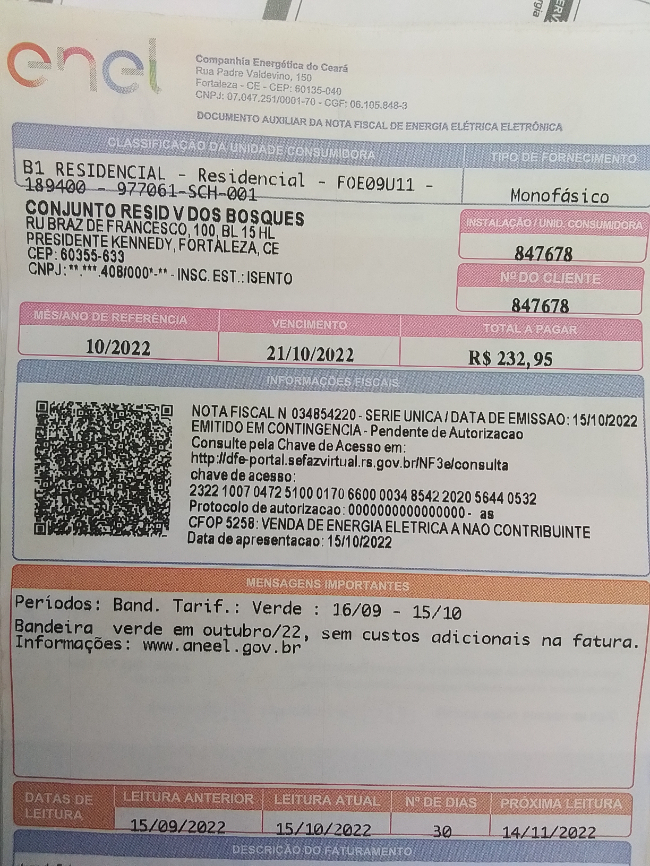 enel
Companhia Energética do Ceará
Rua Padre Valdevino, 150
Fortaleza - CE - CEP: 60135-040
CNPJ: 07.047.251/0001-70 - CGF: 06.105.848-3
DOCUMENTO AUXILIAR DA NOTA FISCAL DE ENERGIA ELÉTRICA ELETRÔNICA
CLASSIFICAÇÃO DA UNIDADE CONSUMIDORA
TIPO DE FORNECIMENTO
B1 RESIDENCIAL - Residencial - FOE09U11 -
189400 - 977061-SCH-001
Monofásico
CONJUNTO RESID V DOS BOSQUES
RU BRAZ DE FRANCESCO, 100, BL 15 HL
PRESIDENTE KENNEDY, FORTALEZA, CE
CEP: 60355-633
CNPJ: **.***.408/000*-** - INSC. EST.: ISENTO
INSTALAÇÃO / UNID. CONSUMIDORA
847678
Nº DO CLIENTE
847678
MÊS/ANO DE REFERÊNCIA
VENCIMENTO
TOTAL A PAGAR
10/2022
21/10/2022
R$ 232,95
INFORMAÇÕES FISCAIS
NOTA FISCAL N 034854220 - SERIE UNICA / DATA DE EMISSAO: 15/10/2022
EMITIDO EM CONTINGENCIA - Pendente de Autorizacao
Consulte pela Chave de Acesso em:
http://dfe-portal.sefazvirtual.rs.gov.br/NF3e/consulta
chave de acesso:
2322 1007 0472 5100 0170 6600 0034 8542 2020 5644 0532
Protocolo de autorizacao: 0000000000000000 - as
CFOP 5258: VENDA DE ENERGIA ELETRICA A NAO CONTRIBUINTE
Data de apresentacao: 15/10/2022
MENSAGENS IMPORTANTES
Períodos: Band. Tarif.: Verde : 16/09 - 15/10
Bandeira verde em outubro/22, sem custos adicionais na fatura.
Informações: www.aneel.gov.br
DATAS DE LEITURA
LEITURA ANTERIOR
LEITURA ATUAL
Nº DE DIAS
PRÓXIMA LEITURA
15/09/2022
15/10/2022
30
14/11/2022
DESCRIÇÃO DO FATURAMENTO